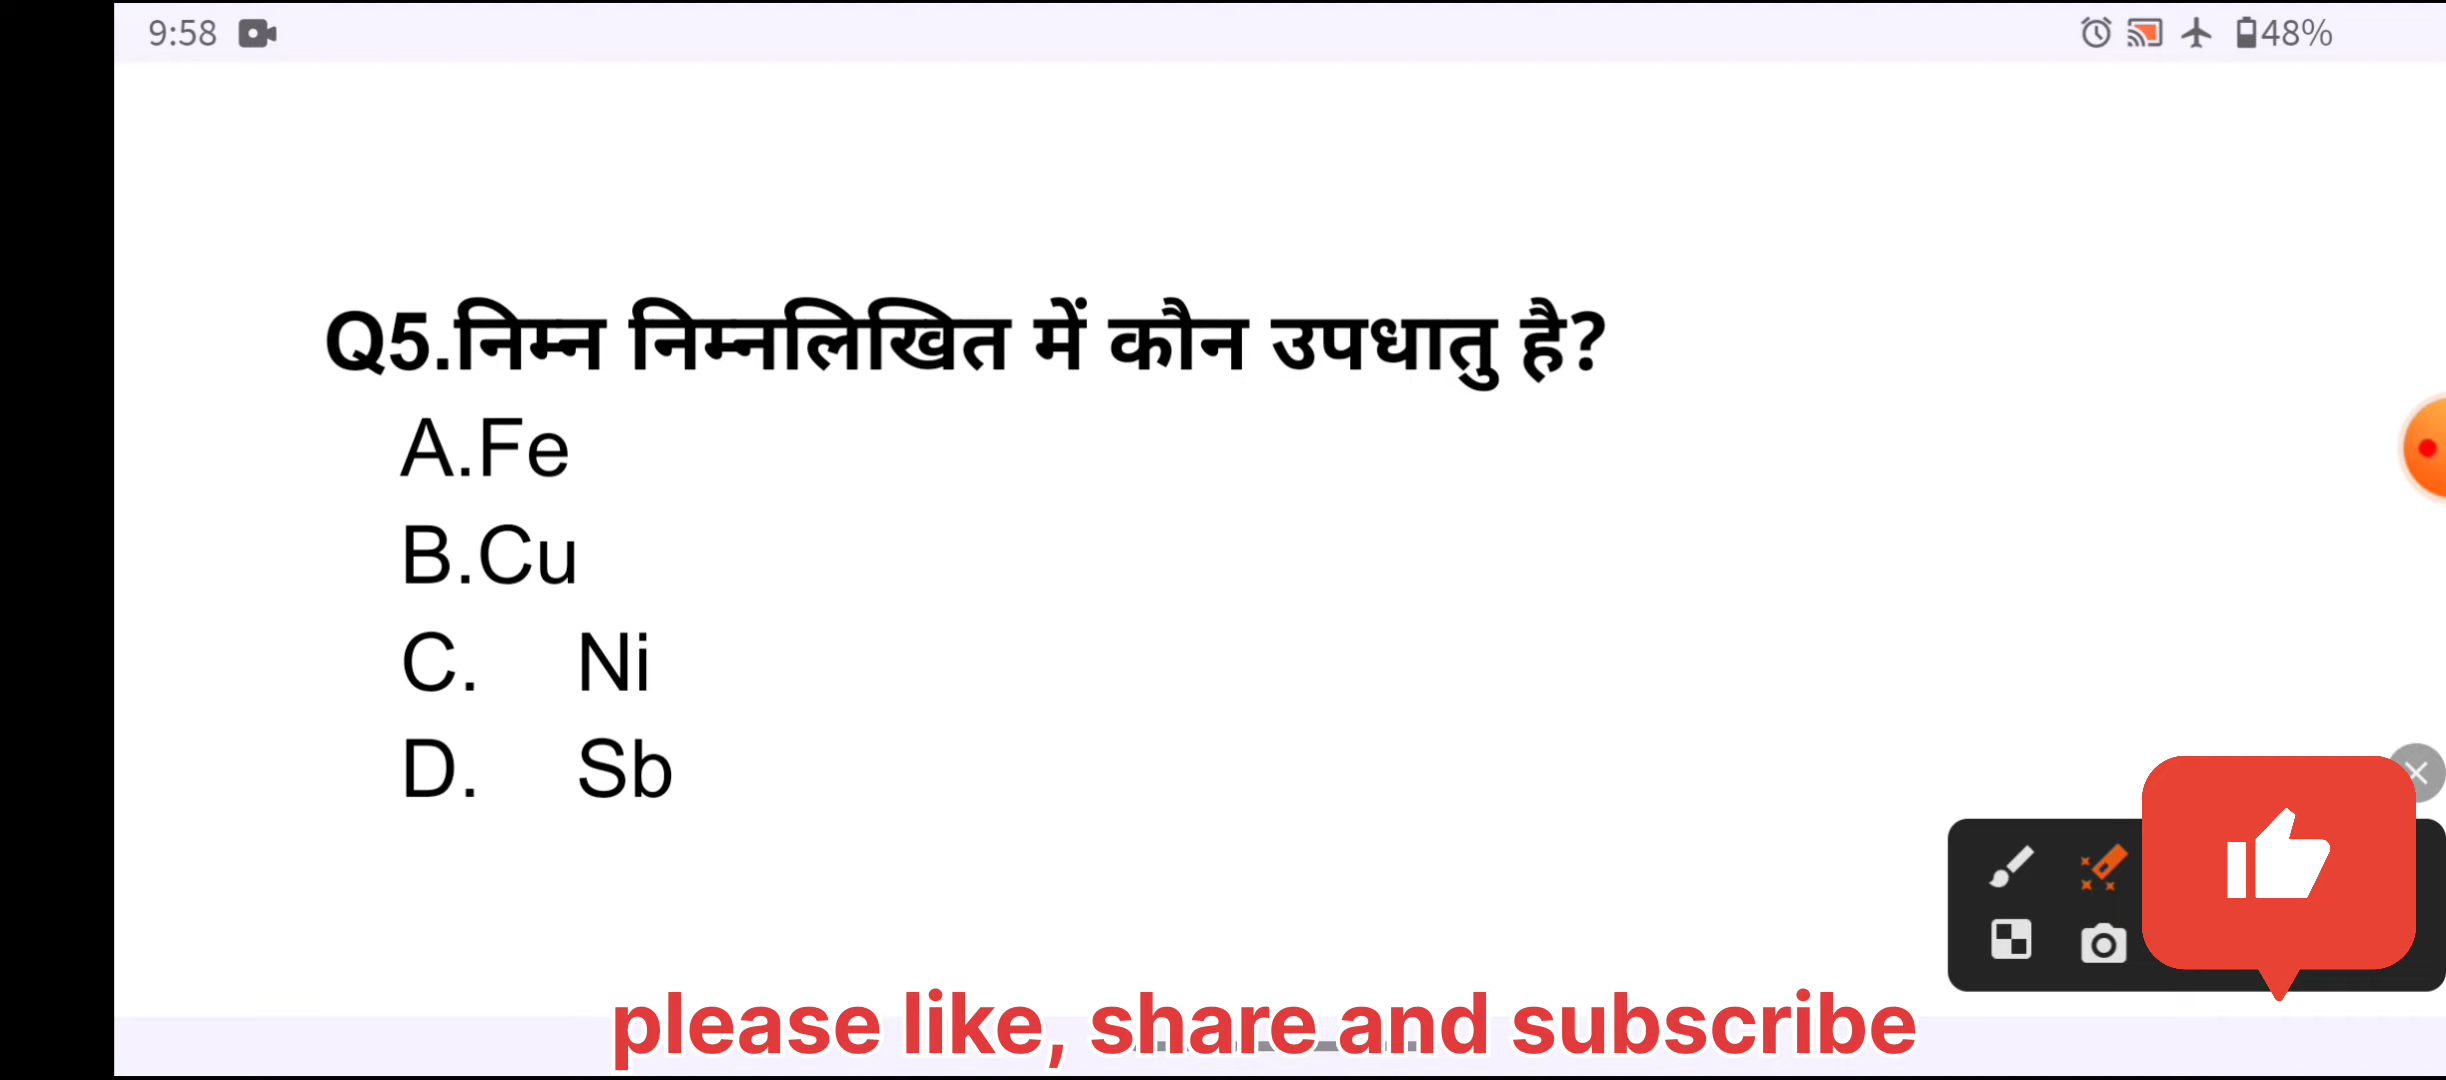 9:58 48%
Q5.निम्न निम्नलिखित में कौन उपधातु है?
A.Fe
B.Cu
C. Ni
D. Sb
please like, share and subscribe